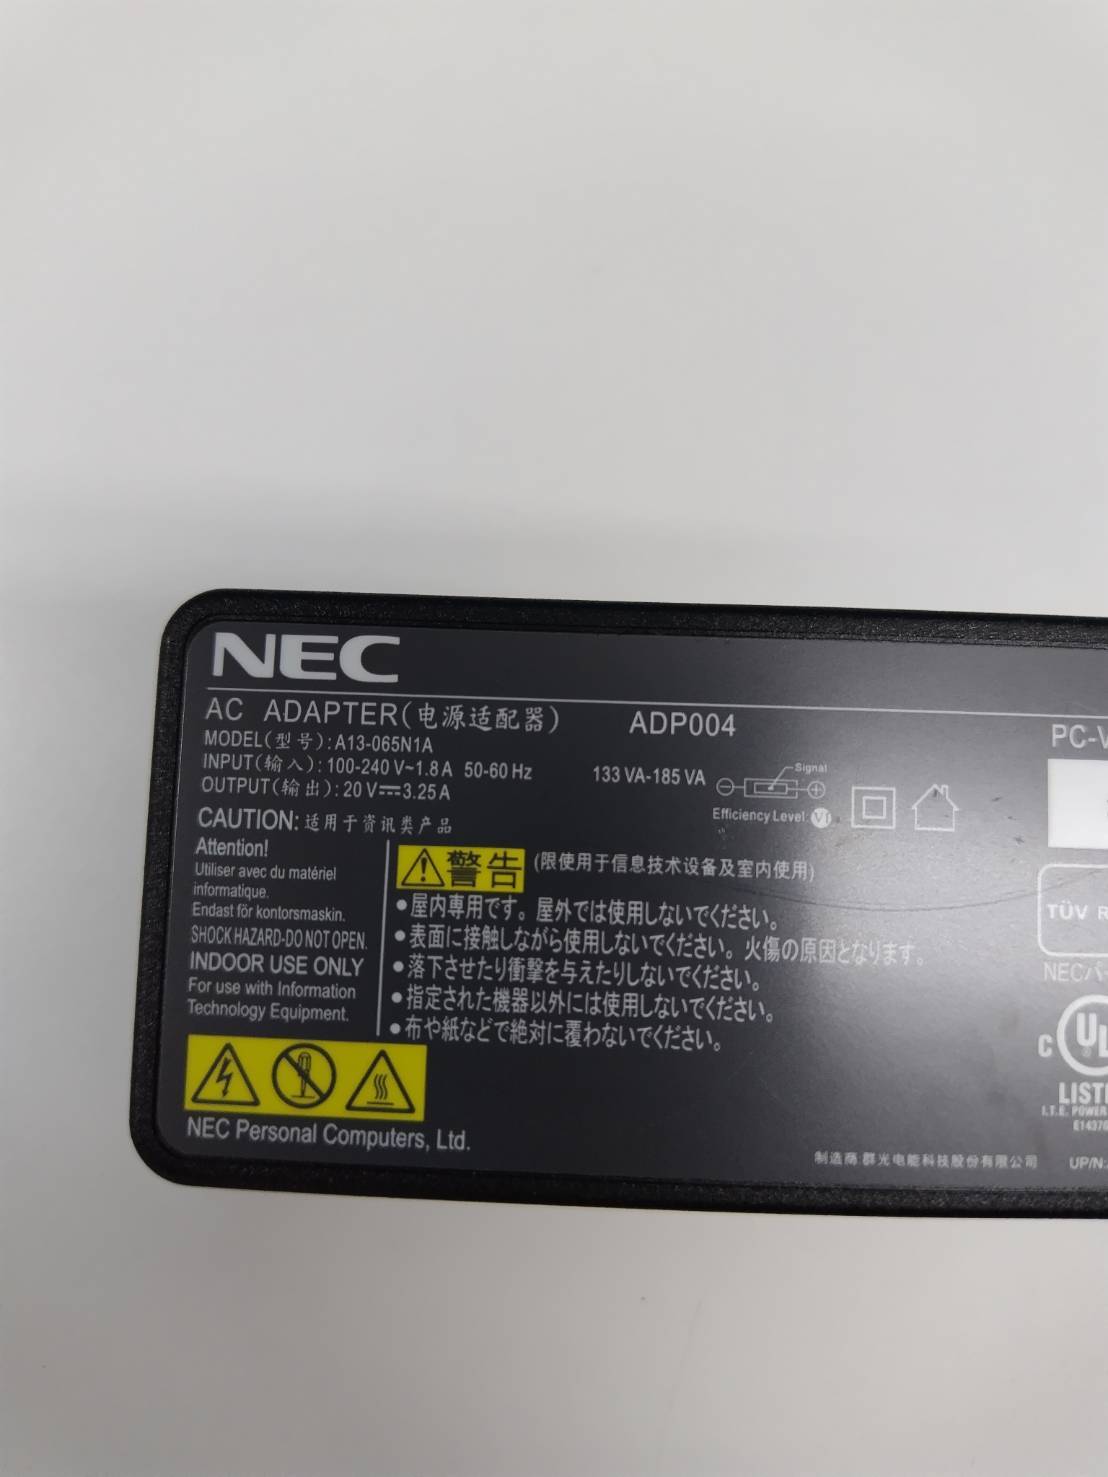 NEC
AC ADAPTER(电源适配器) ADP004
MODEL(型号):A13-065N1A
INPUT(输入):100-240 V~1.8 A 50-60 Hz 133 VA-185 VA
OUTPUT(输出):20 V⎓3.25 A
Signal
Efficiency Level: VI
CAUTION: 适用于资讯类产品
Attention!
Utiliser avec du matériel
informatique.
Endast för kontorsmaskin.
SHOCK HAZARD-DO NOT OPEN.
INDOOR USE ONLY
For use with Information
Technology Equipment.
警告 (限使用于信息技术设备及室内使用)
•屋内専用です。屋外では使用しないでください。
•表面に接触しながら使用しないでください。火傷の原因となります。
•落下させたり衝撃を与えたりしないでください。
•指定された機器以外には使用しないでください。
•布や紙などで絶対に覆わないでください。
NEC Personal Computers, Ltd.
制造商 群光电能科技股份有限公司
PC-V
TÜV R
NECパー
C UL
LISTE
I.T.E. POWER
E14376
UP/N: